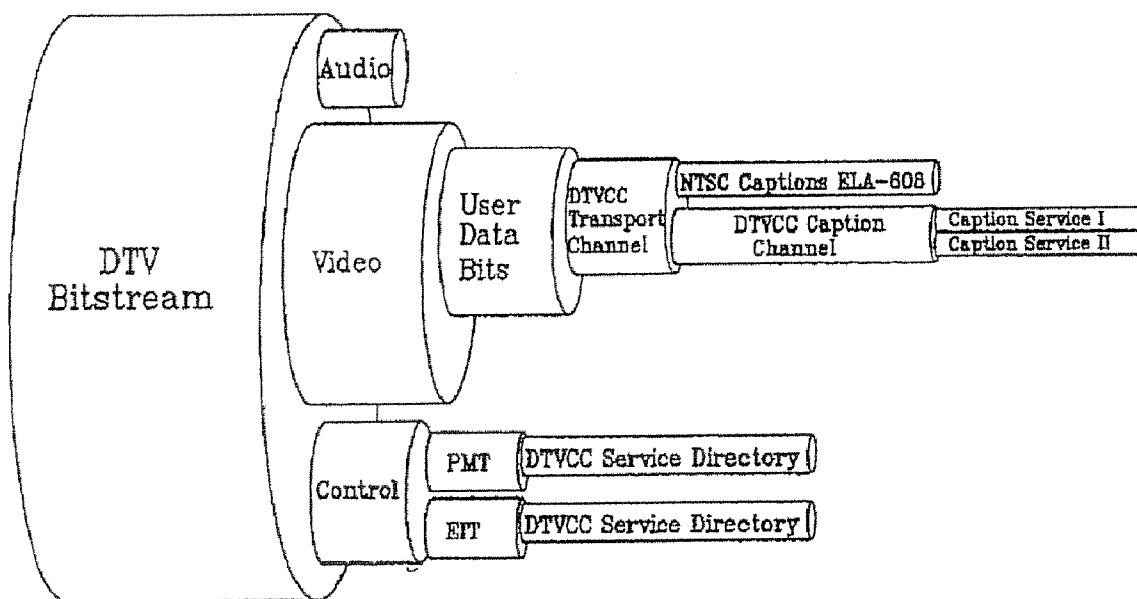 Audio
DTV
Bitstream
Video
User
Data
Bits
DTVCC
Transport
Channel
NTSC Captions ELA-608
DTVCC Caption
Channel
Caption Service I
Caption Service II
Control
PMT
DTVCC Service Directory
EIT
DTVCC Service Directory